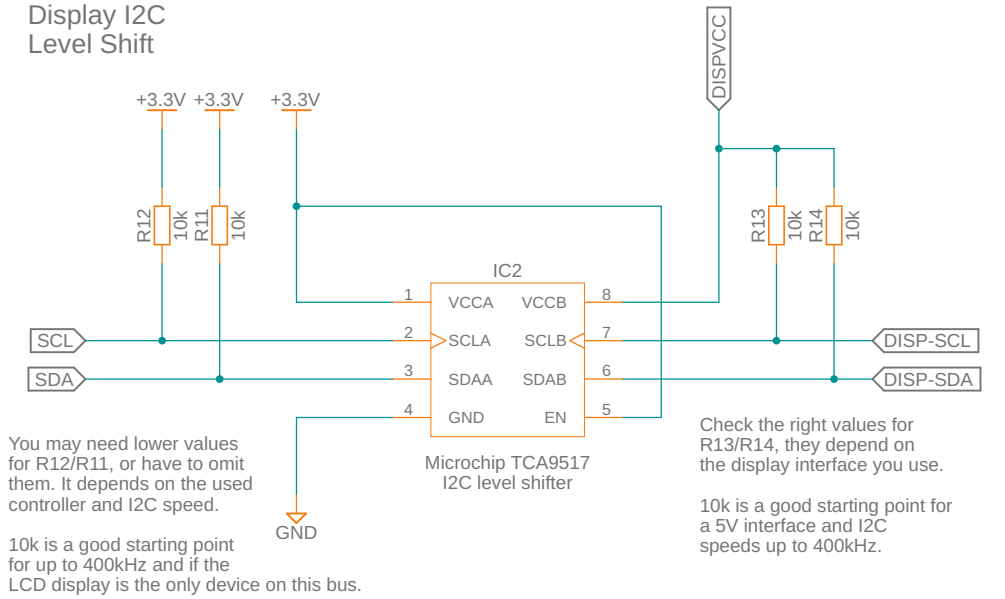 Display I2C
Level Shift
DISPVCC
+3.3V +3.3V +3.3V
R12 10k R11 10k R13 10k R14 10k
IC2
1 VCCA VCCB 8
SCL 2 SCLA SCLB 7 DISP-SCL
SDA 3 SDAA SDAB 6 DISP-SDA
4 GND EN 5
Microchip TCA9517
I2C level shifter
GND
You may need lower values
for R12/R11, or have to omit
them. It depends on the used
controller and I2C speed.
10k is a good starting point
for up to 400kHz and if the
LCD display is the only device on this bus.
Check the right values for
R13/R14, they depend on
the display interface you use.
10k is a good starting point for
a 5V interface and I2C
speeds up to 400kHz.